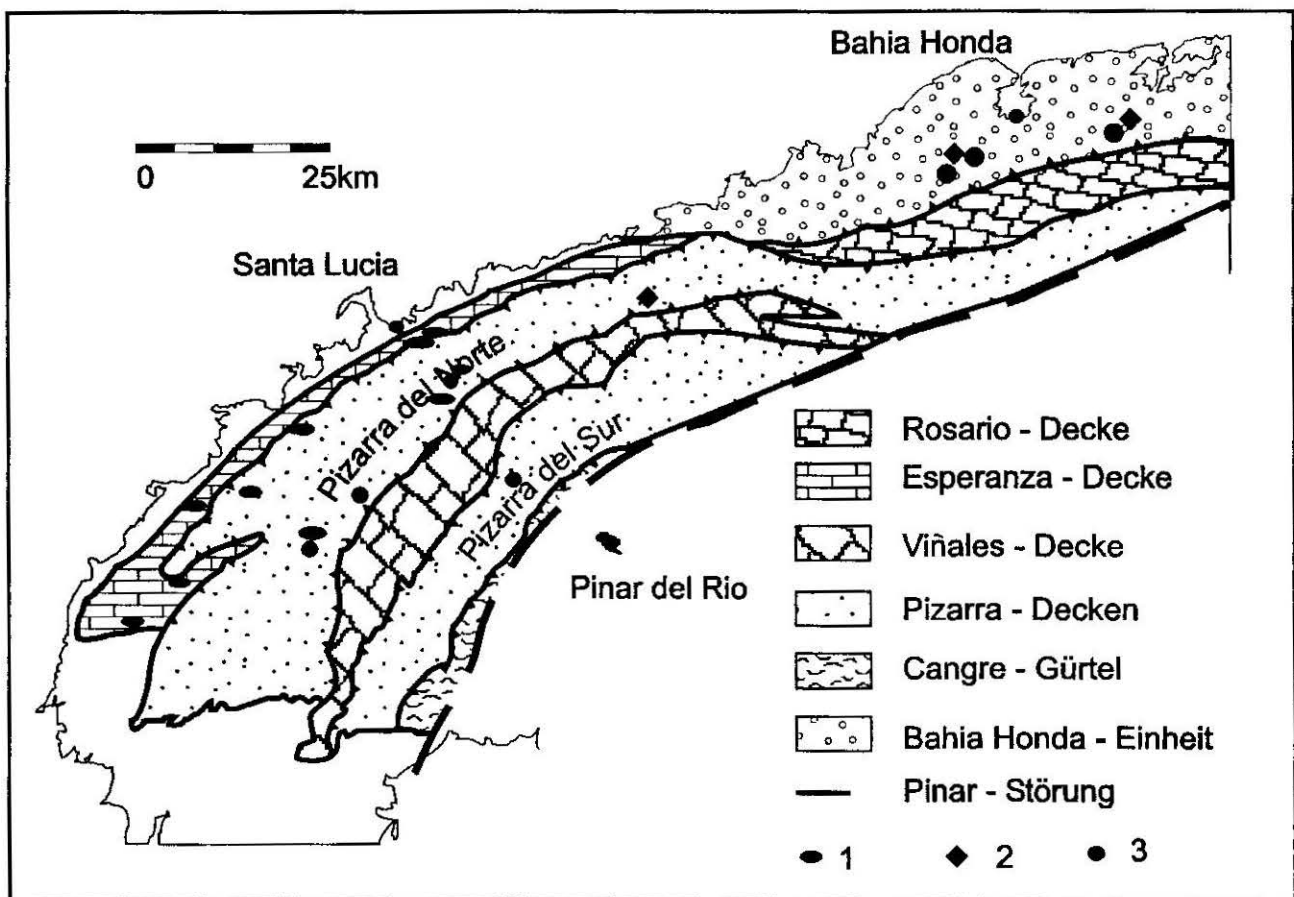 Bahia Honda
0 25km
Santa Lucia
Pizarra del Norte
Pizarra del Sur
Pinar del Rio
Rosario - Decke
Esperanza - Decke
Viñales - Decke
Pizarra - Decken
Cangre - Gürtel
Bahia Honda - Einheit
Pinar - Störung
1 2 3